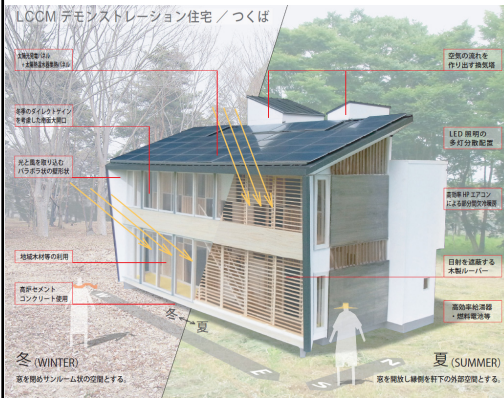 LCCM デモンストレーション住宅 ／ つくば
太陽光発電パネル
+太陽熱温水器集熱パネル
冬季のダイレクトゲイン
を考慮した南面大開口
光と風を取り込む
パラボラ状の壁形状
地域木材等の利用
高炉セメント
コンクリート使用
空気の流れを
作り出す換気塔
LED 照明の
多灯分散配置
高効率 HP エアコン
による部分間欠冷暖房
日射を遮蔽する
木製ルーバー
高効率給湯器
・燃料電池等
冬 夏
E
S
N
冬 (WINTER)
窓を閉めサンルーム状の空間とする。
夏 (SUMMER)
窓を開放し縁側を軒下の外部空間とする。